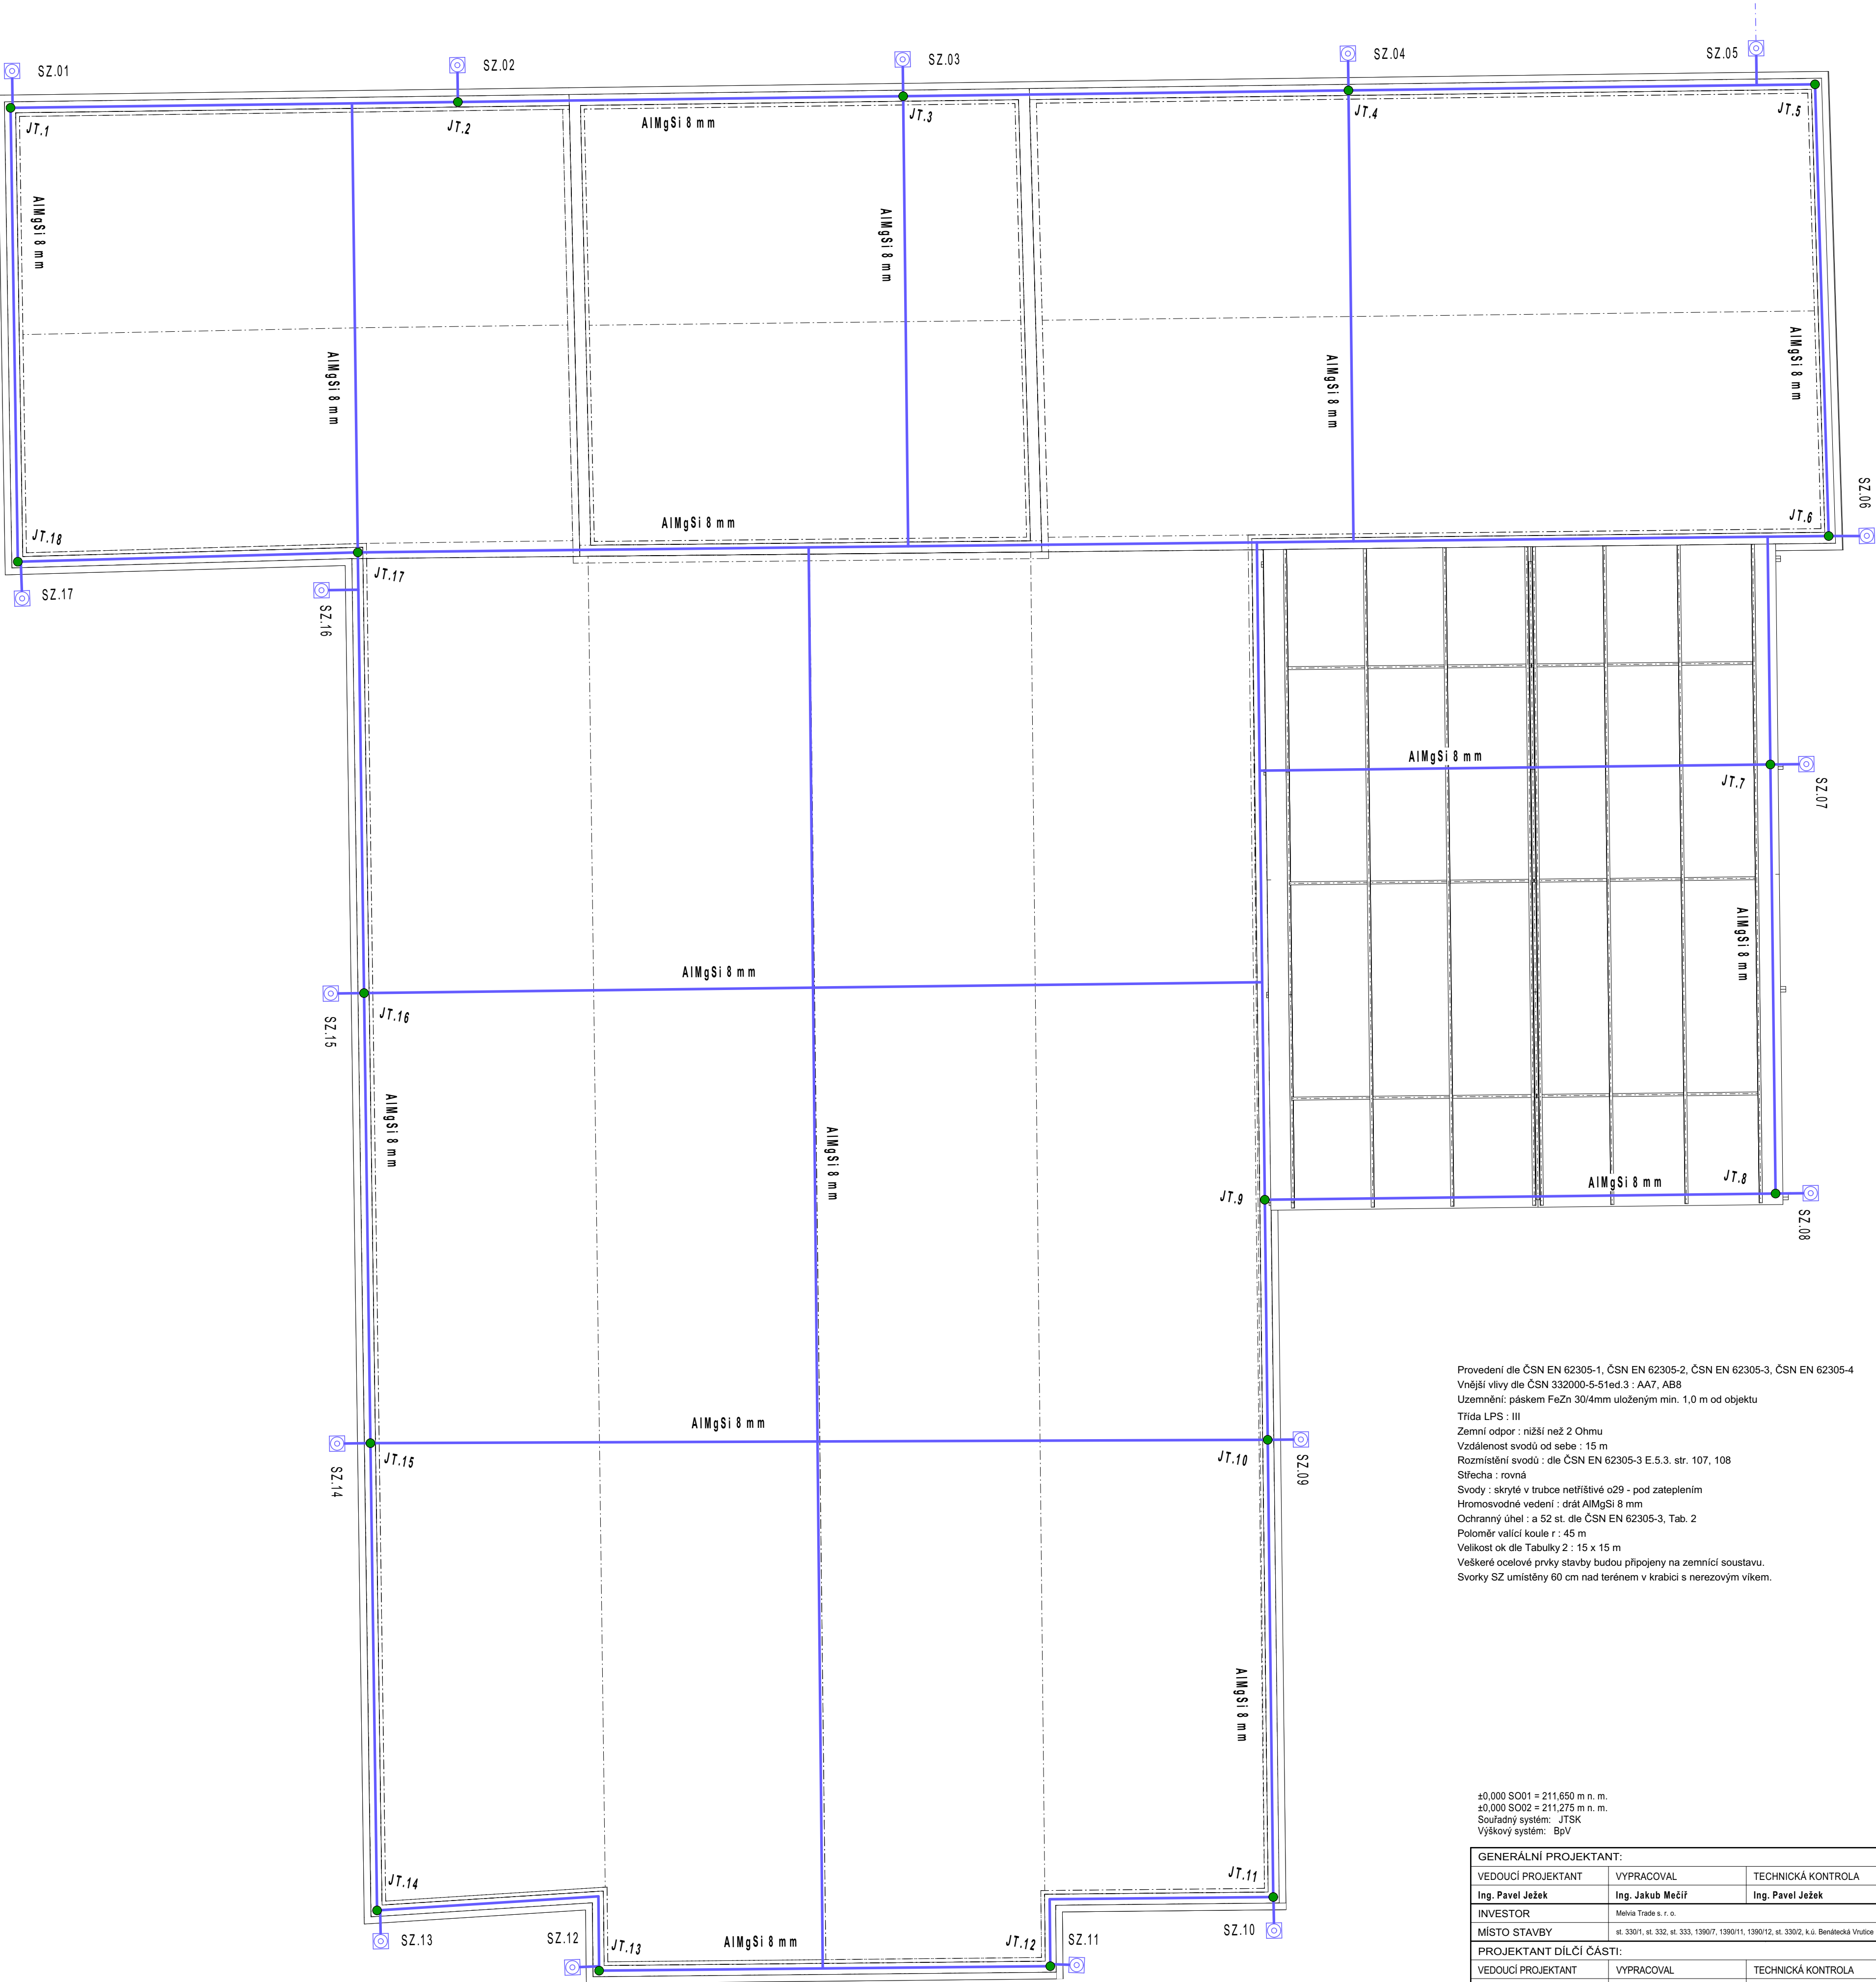 SZ.01
SZ.02
SZ.03
SZ.04
SZ.05
JT.1
JT.2
AlMgSi 8 mm
JT.3
JT.4
JT.5
AlMgSi 8 mm
AlMgSi 8 mm
AlMgSi 8 mm
AlMgSi 8 mm
AlMgSi 8 mm
SZ.06
JT.18
AlMgSi 8 mm
JT.6
JT.17
SZ.17
SZ.16
AlMgSi 8 mm
JT.7
SZ.07
AlMgSi 8 mm
AlMgSi 8 mm
JT.16
SZ.15
AlMgSi 8 mm
AlMgSi 8 mm
AlMgSi 8 mm
JT.8
JT.9
SZ.08
AlMgSi 8 mm
JT.15
JT.10
SZ.14
SZ.09
Provedení dle ČSN EN 62305-1, ČSN EN 62305-2, ČSN EN 62305-3, ČSN EN 62305-4
Vnější vlivy dle ČSN 332000-5-51ed.3 : AA7, AB8
Uzemnění: páskem FeZn 30/4mm uloženým min. 1,0 m od objektu
Třída LPS : III
Zemní odpor : nižší než 2 Ohmu
Vzdálenost svodů od sebe : 15 m
Rozmístění svodů : dle ČSN EN 62305-3 E.5.3. str. 107, 108
Střecha : rovná
Svody : skryté v trubce netříštivé o29 - pod zateplením
Hromosvodné vedení : drát AlMgSi 8 mm
Ochranný úhel : a 52 st. dle ČSN EN 62305-3, Tab. 2
Poloměr valící koule r : 45 m
Velikost ok dle Tabulky 2 : 15 x 15 m
Veškeré ocelové prvky stavby budou připojeny na zemnící soustavu.
Svorky SZ umístěny 60 cm nad terénem v krabici s nerezovým víkem.
AlMgSi 8 mm
JT.14
JT.11
SZ.13
SZ.12
JT.13
AlMgSi 8 mm
JT.12
SZ.11
SZ.10
±0,000 SO01 = 211,650 m n. m.
±0,000 SO02 = 211,275 m n. m.
Souřadný systém: JTSK
Výškový systém: BpV
GENERÁLNÍ PROJEKTANT:
VEDOUCÍ PROJEKTANT VYPRACOVAL TECHNICKÁ KONTROLA
Ing. Pavel Ježek Ing. Jakub Mečíř Ing. Pavel Ježek
INVESTOR Melvia Trade s. r. o.
MÍSTO STAVBY st. 330/1, st. 332, st. 333, 1390/7, 1390/11, 1390/12, st. 330/2, k.ú. Benátecká Vrutice
PROJEKTANT DÍLČÍ ČÁSTI:
VEDOUCÍ PROJEKTANT VYPRACOVAL TECHNICKÁ KONTROLA